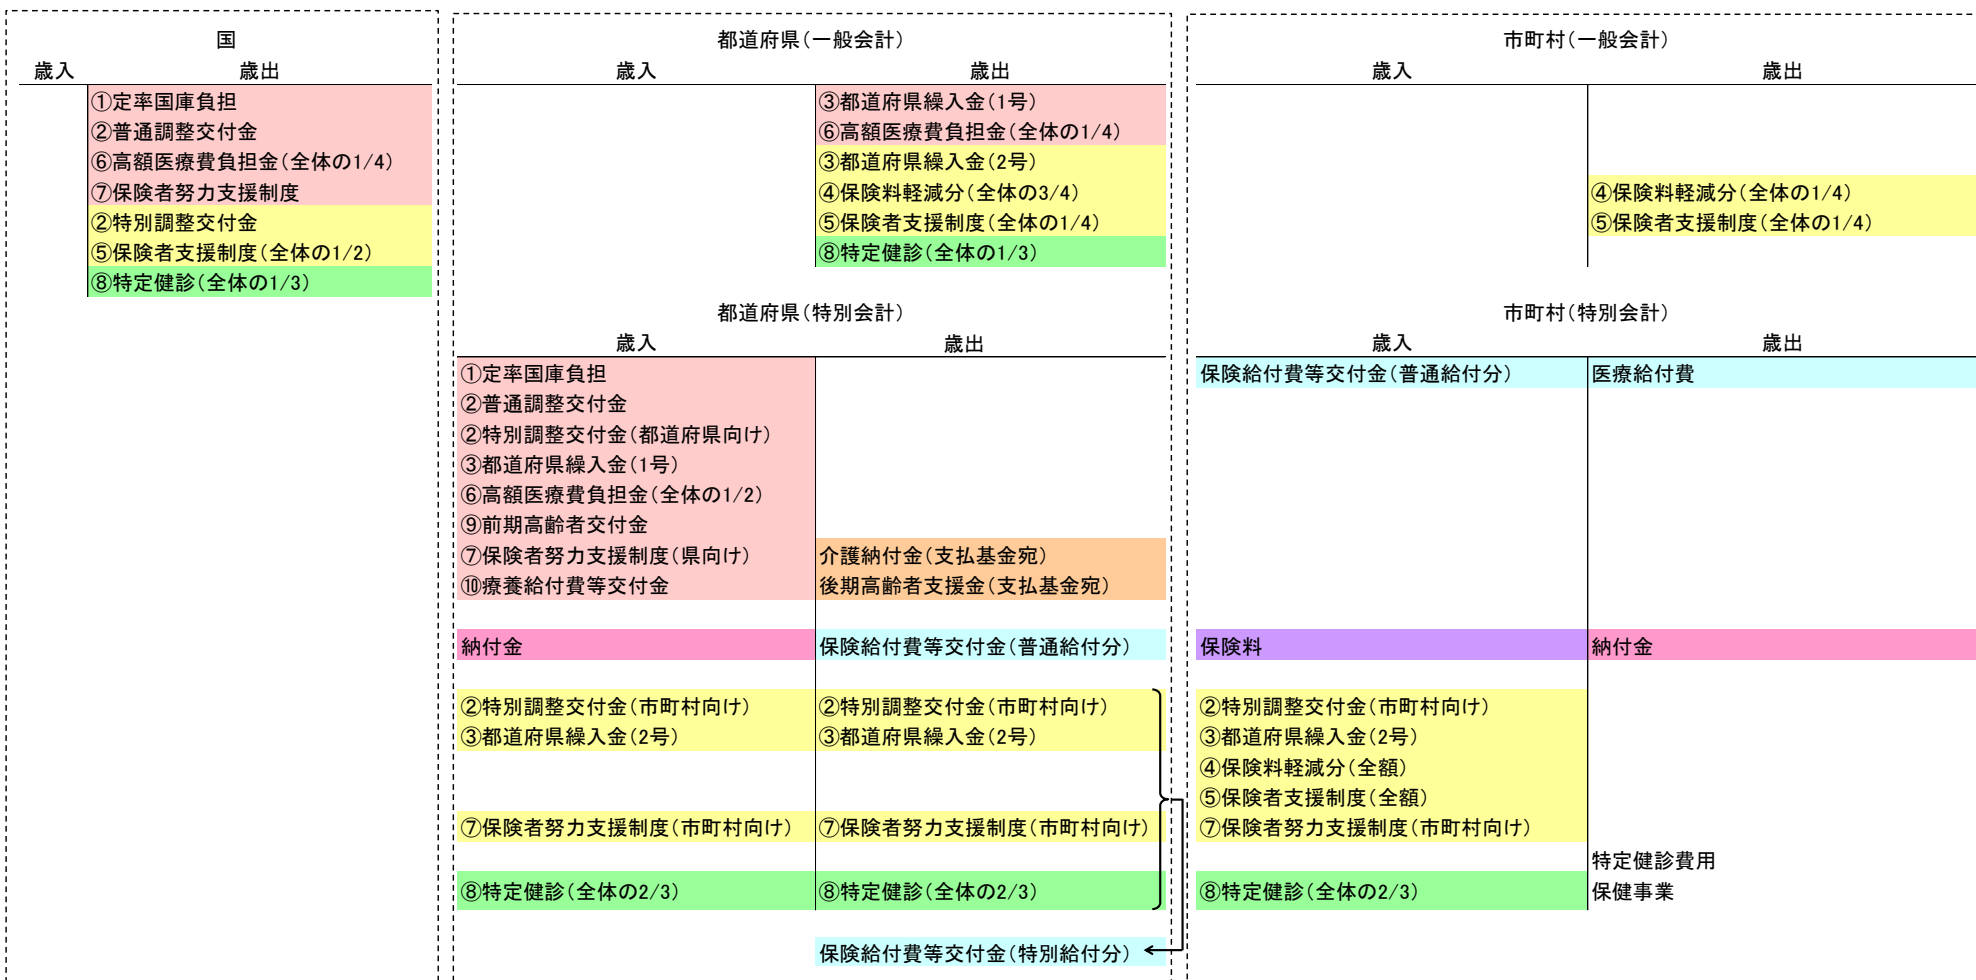 国
歳入
歳出
①定率国庫負担
②普通調整交付金
⑥高額医療費負担金(全体の1/4)
⑦保険者努力支援制度
②特別調整交付金
⑤保険者支援制度(全体の1/2)
⑧特定健診(全体の1/3)
都道府県(一般会計)
歳入
歳出
③都道府県繰入金(1号)
⑥高額医療費負担金(全体の1/4)
③都道府県繰入金(2号)
④保険料軽減分(全体の3/4)
⑤保険者支援制度(全体の1/4)
⑧特定健診(全体の1/3)
都道府県(特別会計)
歳入
歳出
①定率国庫負担
②普通調整交付金
②特別調整交付金(都道府県向け)
③都道府県繰入金(1号)
⑥高額医療費負担金(全体の1/2)
⑨前期高齢者交付金
⑦保険者努力支援制度(県向け)
⑩療養給付費等交付金
納付金
②特別調整交付金(市町村向け)
③都道府県繰入金(2号)
⑦保険者努力支援制度(市町村向け)
⑧特定健診(全体の2/3)
介護納付金(支払基金宛)
後期高齢者支援金(支払基金宛)
保険給付費等交付金(普通給付分)
②特別調整交付金(市町村向け)
③都道府県繰入金(2号)
⑦保険者努力支援制度(市町村向け)
⑧特定健診(全体の2/3)
保険給付費等交付金(特別給付分)
市町村(一般会計)
歳入
歳出
④保険料軽減分(全体の1/4)
⑤保険者支援制度(全体の1/4)
市町村(特別会計)
歳入
歳出
保険給付費等交付金(普通給付分)
保険料
②特別調整交付金(市町村向け)
③都道府県繰入金(2号)
④保険料軽減分(全額)
⑤保険者支援制度(全額)
⑦保険者努力支援制度(市町村向け)
⑧特定健診(全体の2/3)
医療給付費
納付金
特定健診費用
保健事業